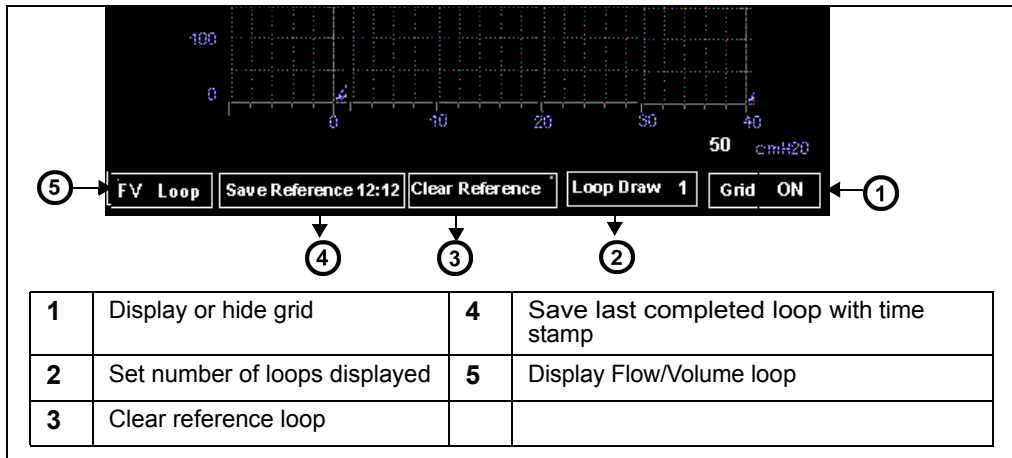 100
0
0 10 20 30 40
50 cmH20
5 FV Loop Save Reference 12:12 Clear Reference Loop Draw 1 Grid ON 1
4 3 2
1 Display or hide grid 4 Save last completed loop with time
stamp
2 Set number of loops displayed 5 Display Flow/Volume loop
3 Clear reference loop